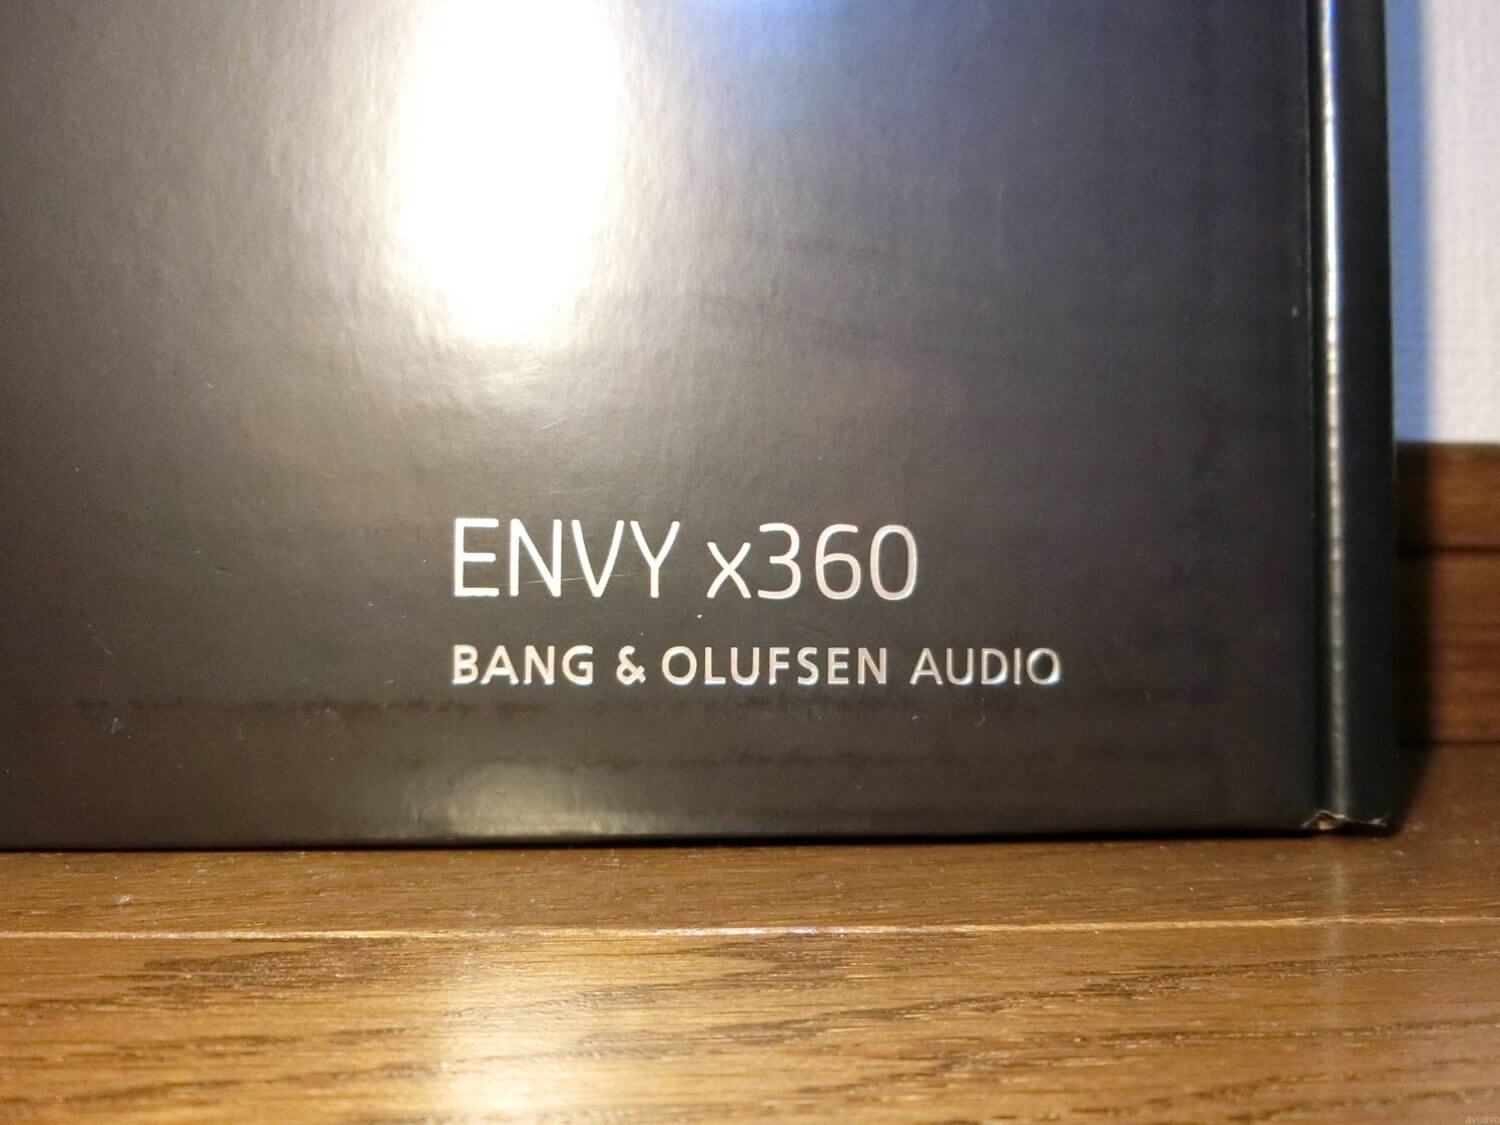 ENVY x360
BANG & OLUFSEN AUDIO